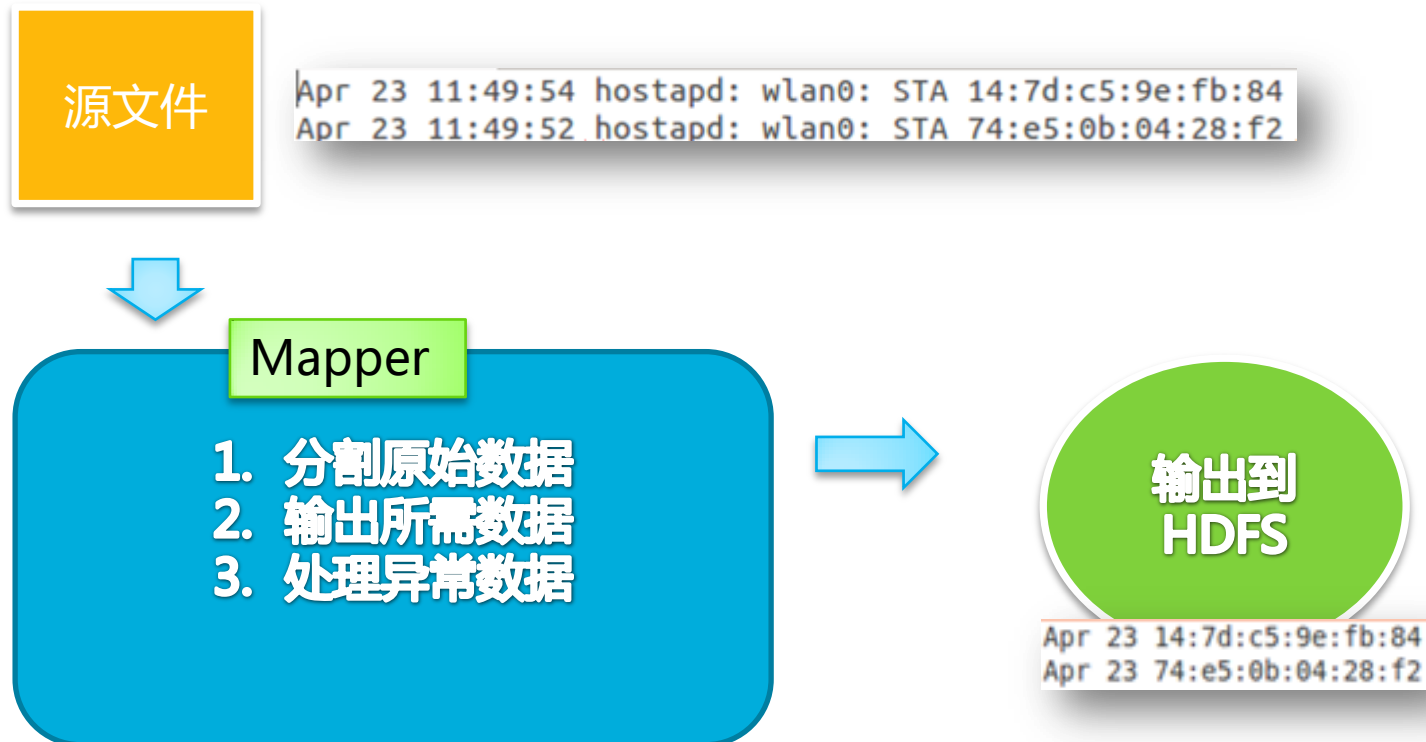 源文件
Apr 23 11:49:54 hostapd: wlan0: STA 14:7d:c5:9e:fb:84
Apr 23 11:49:52 hostapd: wlan0: STA 74:e5:0b:04:28:f2
Mapper
1. 分割原始数据
2. 输出所需数据
3. 处理异常数据
输出到
HDFS
Apr 23 14:7d:c5:9e:fb:84
Apr 23 74:e5:0b:04:28:f2